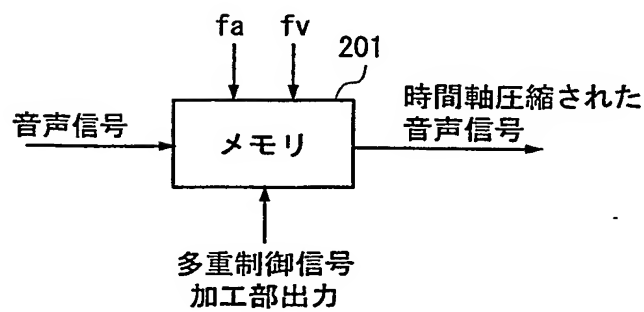 fa
fv
201
音声信号
メモリ
時間軸圧縮された
音声信号
多重制御信号
加工部出力